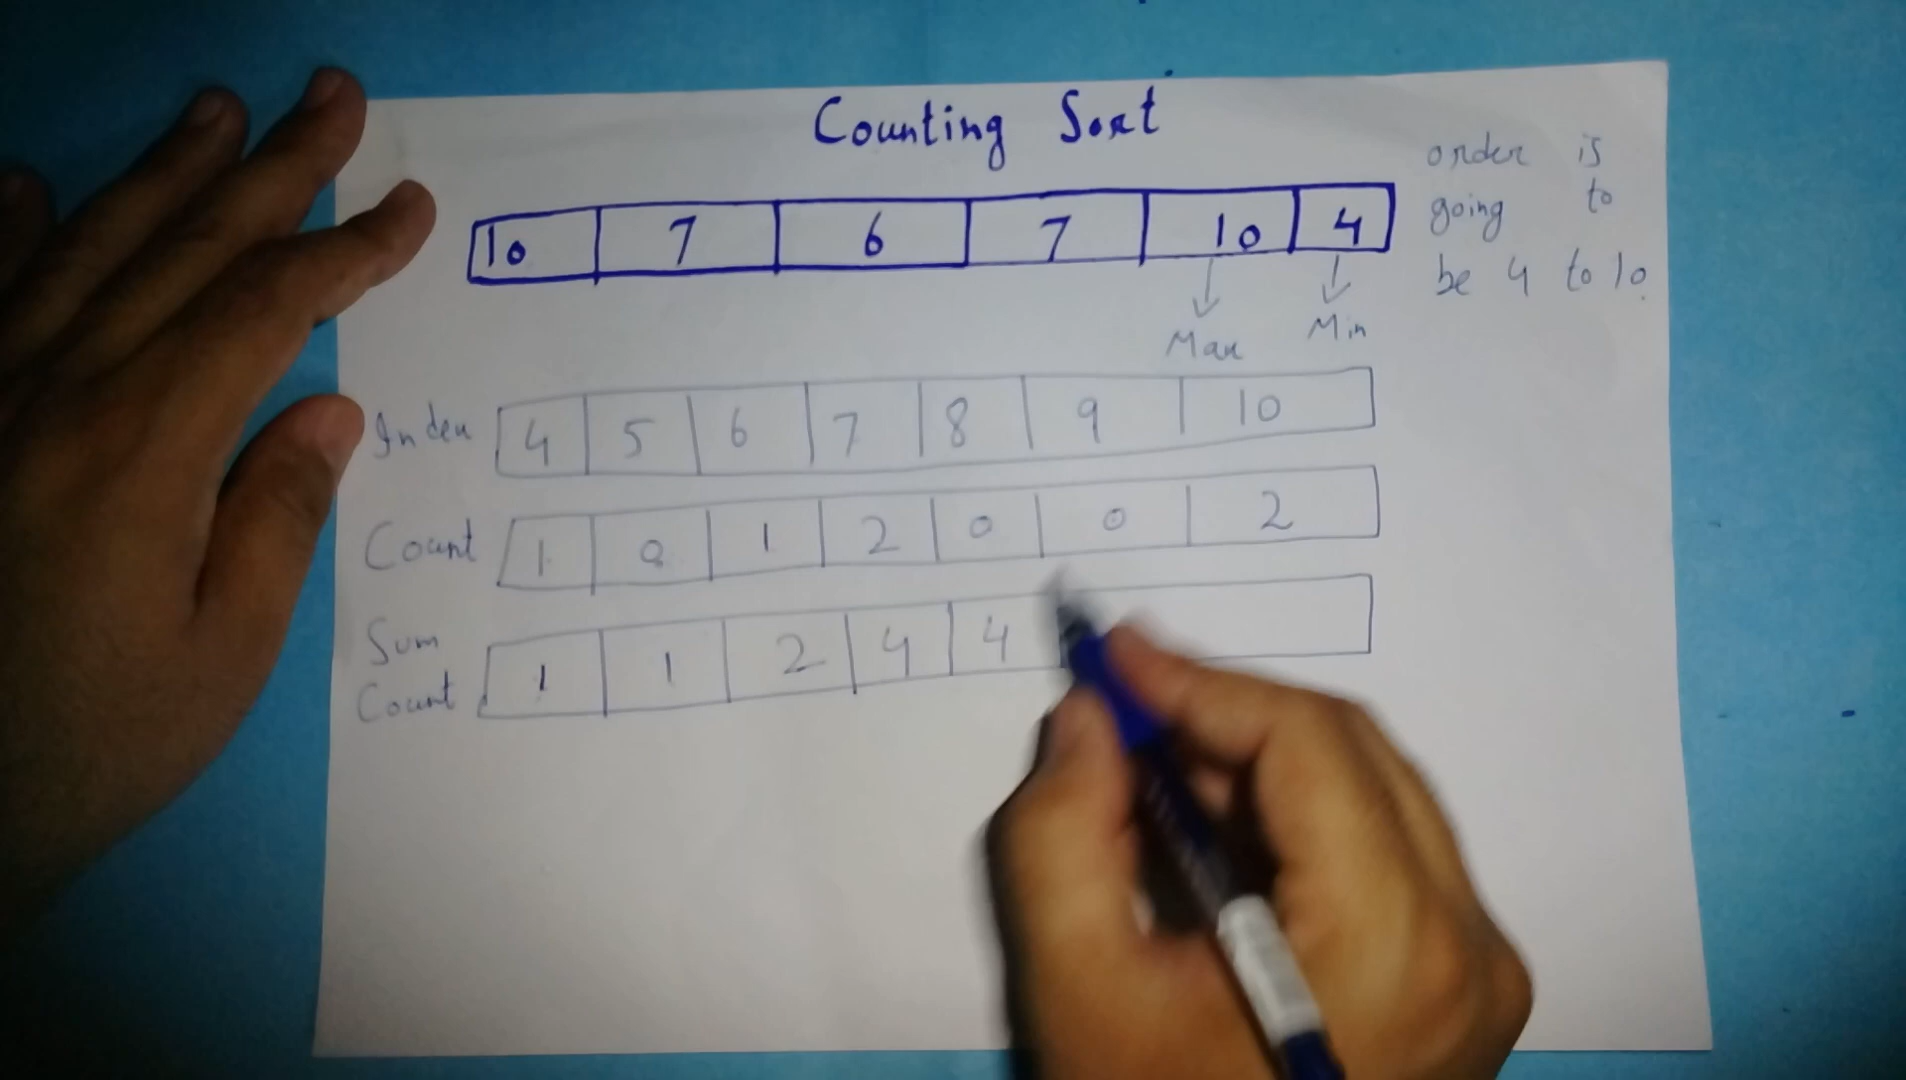 Counting Sort
order is
going to
be 4 to 10.
10 7 6 7 10 4
Max Min
Index 4 5 6 7 8 9 10
Count 1 0 1 2 0 0 2
Sum
Count 1 1 2 4 4